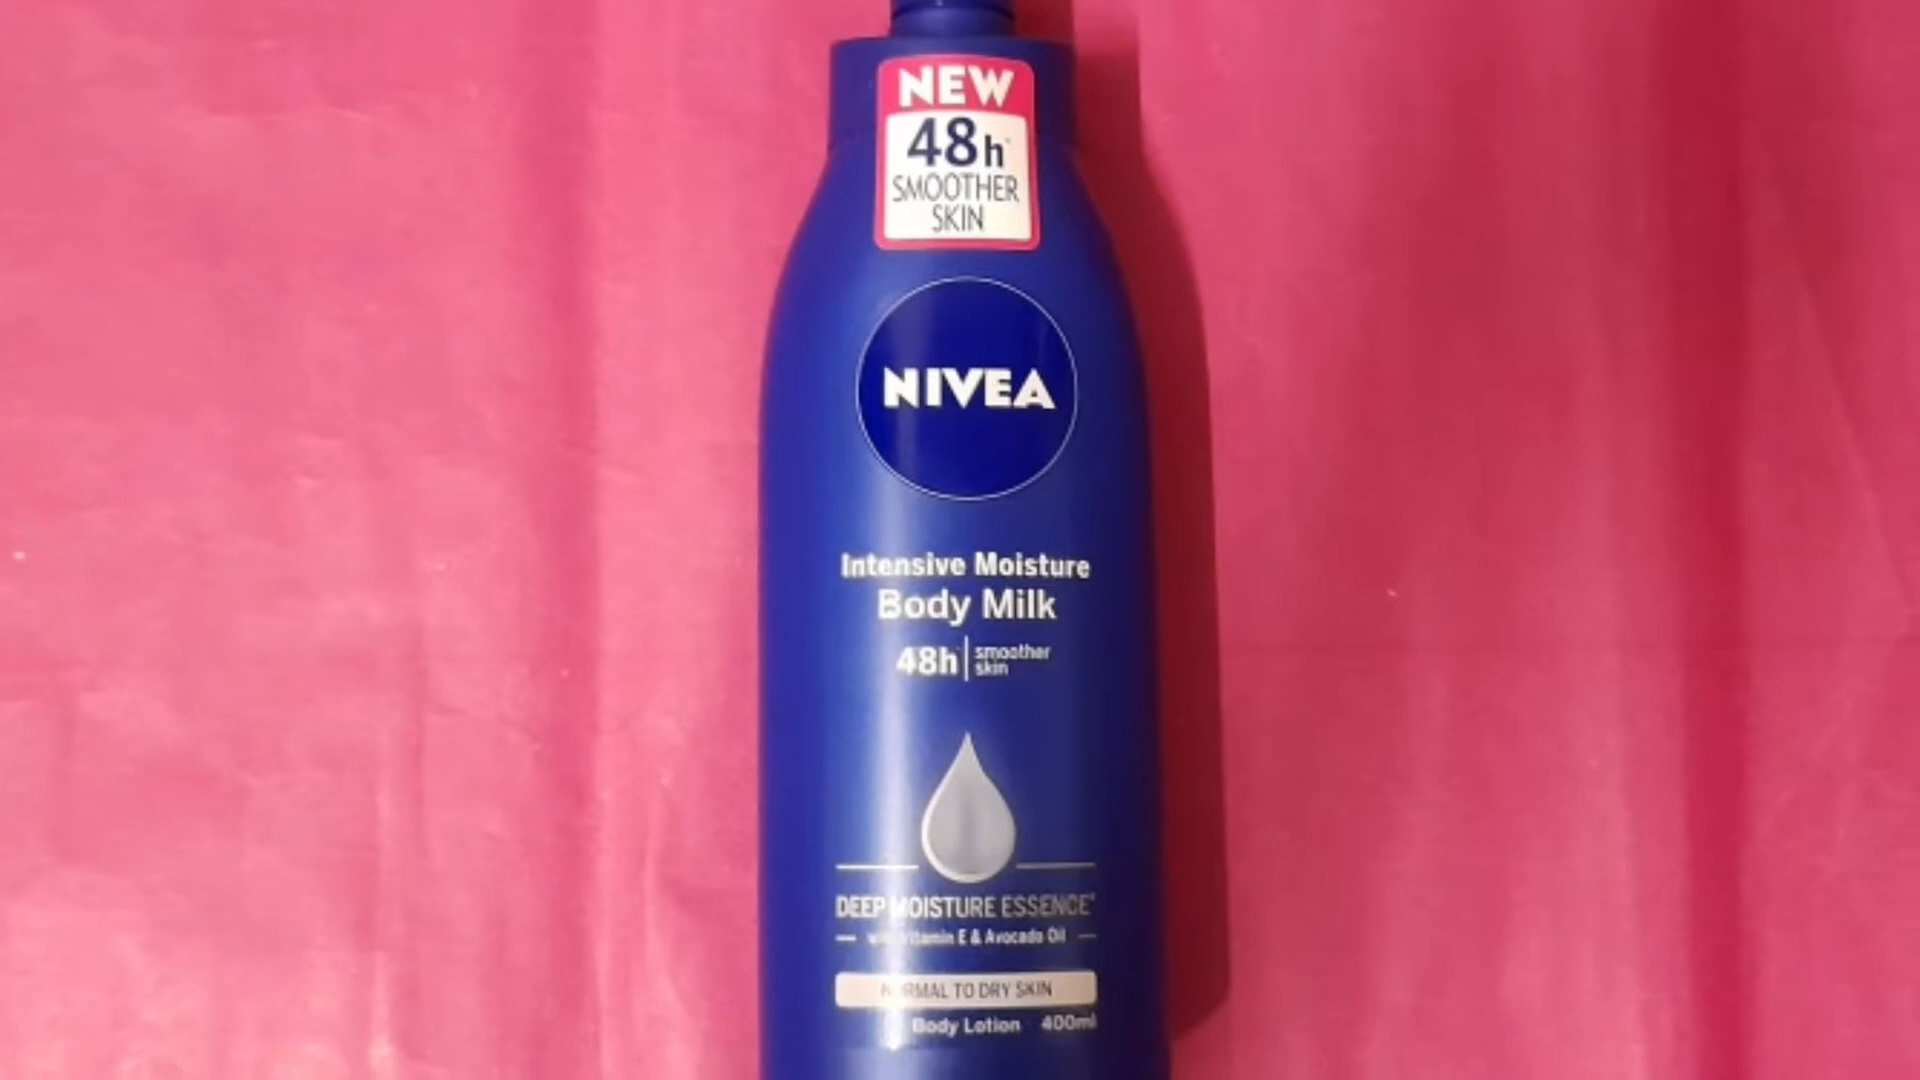 NEW
48h
SMOOTHER
SKIN
NIVEA
Intensive Moisture
Body Milk
48h smoother
skin
DEEP MOISTURE ESSENCE
Vitamin E & Avocado Oil
NORMAL TO DRY SKIN
Body Lotion 400ml